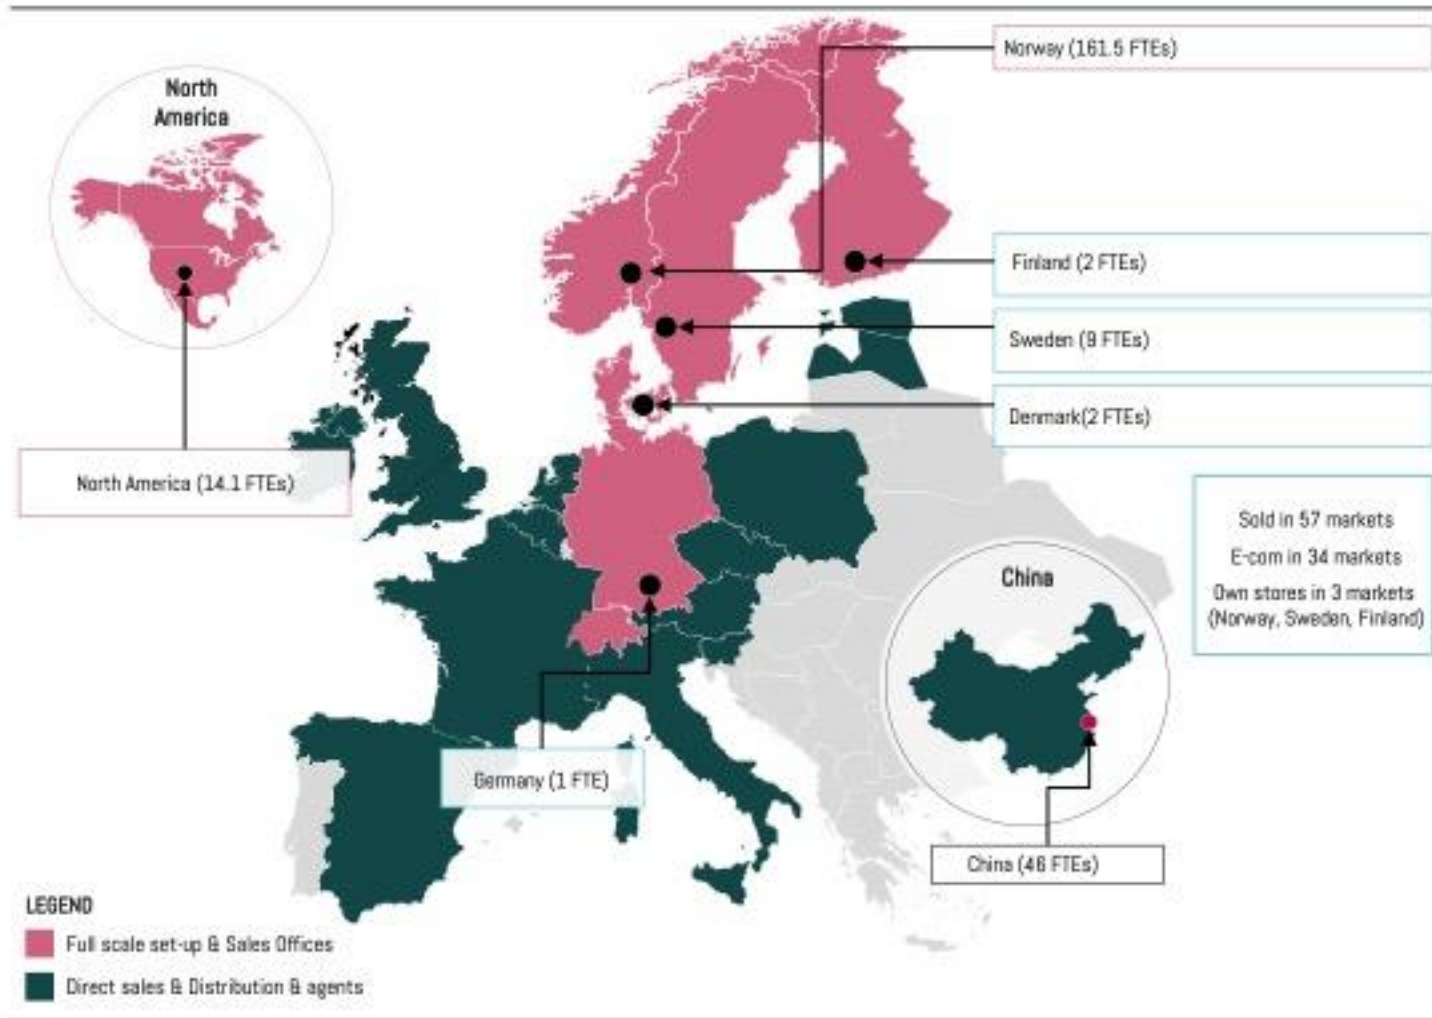 North
America
Norway (161.5 FTEs)
Finland (2 FTEs)
Sweden (9 FTEs)
Denmark(2 FTEs)
North America (14.1 FTEs)
Sold in 57 markets
E-com in 34 markets
Own stores in 3 markets
(Norway, Sweden, Finland)
China
Germany (1 FTE)
China (46 FTEs)
LEGEND
Full scale set-up & Sales Offices
Direct sales & Distribution & agents